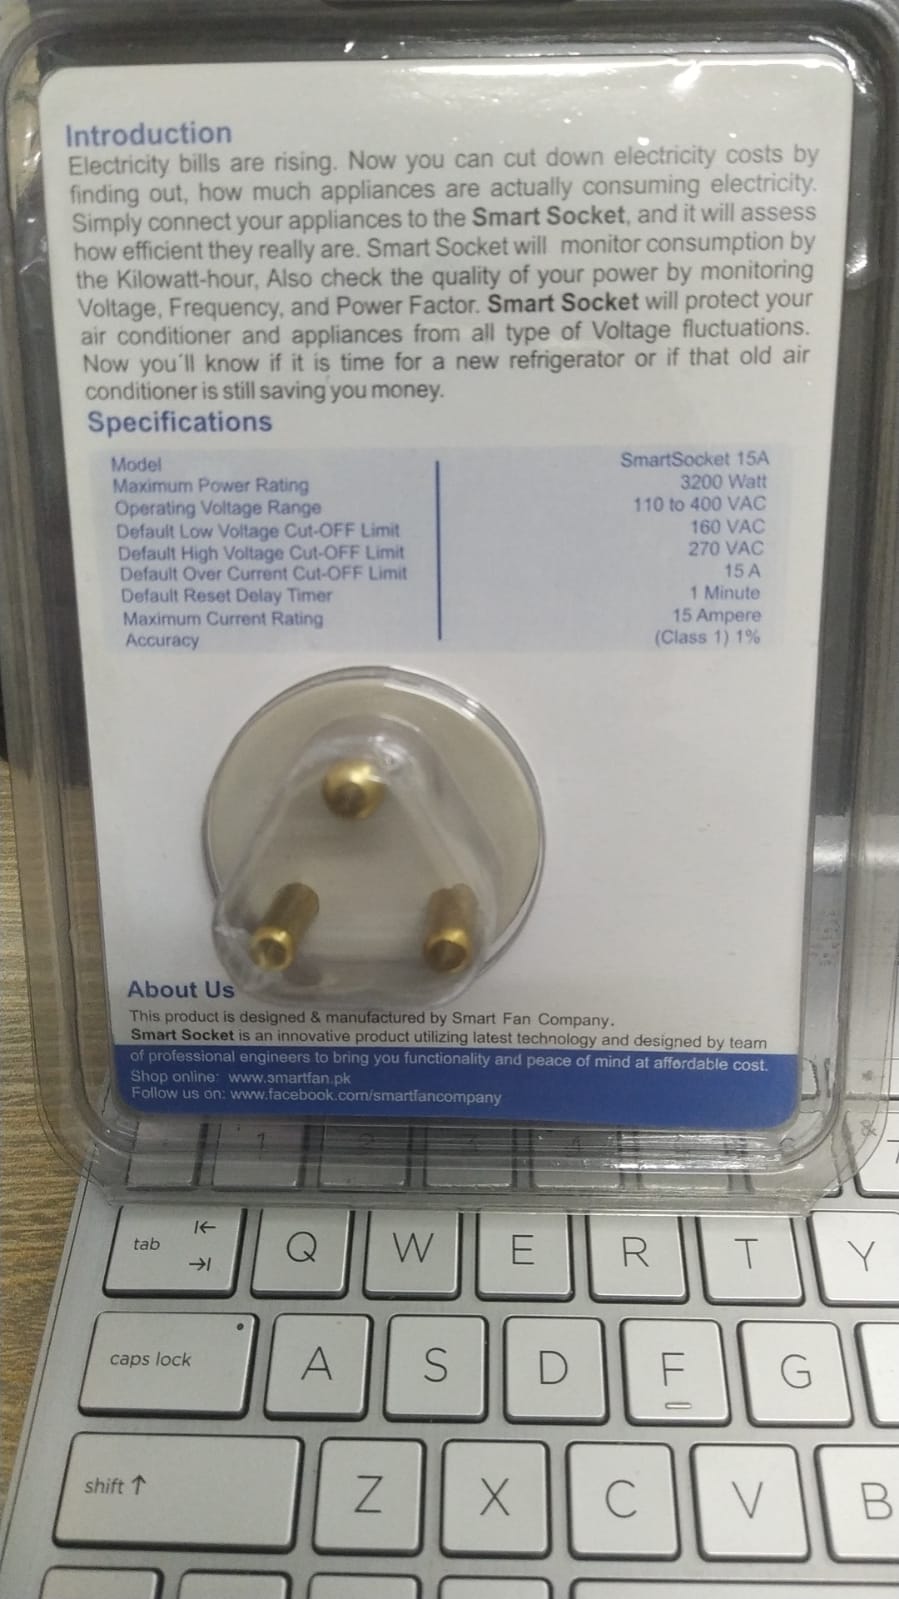 Introduction
Electricity bills are rising. Now you can cut down electricity costs by
finding out, how much appliances are actually consuming electricity.
Simply connect your appliances to the Smart Socket, and it will assess
how efficient they really are. Smart Socket will monitor consumption by
the Kilowatt-hour, Also check the quality of your power by monitoring
Voltage, Frequency, and Power Factor. Smart Socket will protect your
air conditioner and appliances from all type of Voltage fluctuations.
Now you´ll know if it is time for a new refrigerator or if that old air
conditioner is still saving you money.
Specifications
Model SmartSocket 15A
Maximum Power Rating 3200 Watt
Operating Voltage Range 110 to 400 VAC
Default Low Voltage Cut-OFF Limit 160 VAC
Default High Voltage Cut-OFF Limit 270 VAC
Default Over Current Cut-OFF Limit 15 A
Default Reset Delay Timer 1 Minute
Maximum Current Rating 15 Ampere
Accuracy (Class 1) 1%
About Us
This product is designed & manufactured by Smart Fan Company.
Smart Socket is an innovative product utilizing latest technology and designed by team
of professional engineers to bring you functionality and peace of mind at affordable cost.
Shop online: www.smartfan.pk
Follow us on: www.facebook.com/smartfancompany
&
tab Q W E R T Y
caps lock A S D F G
shift Z X C V B